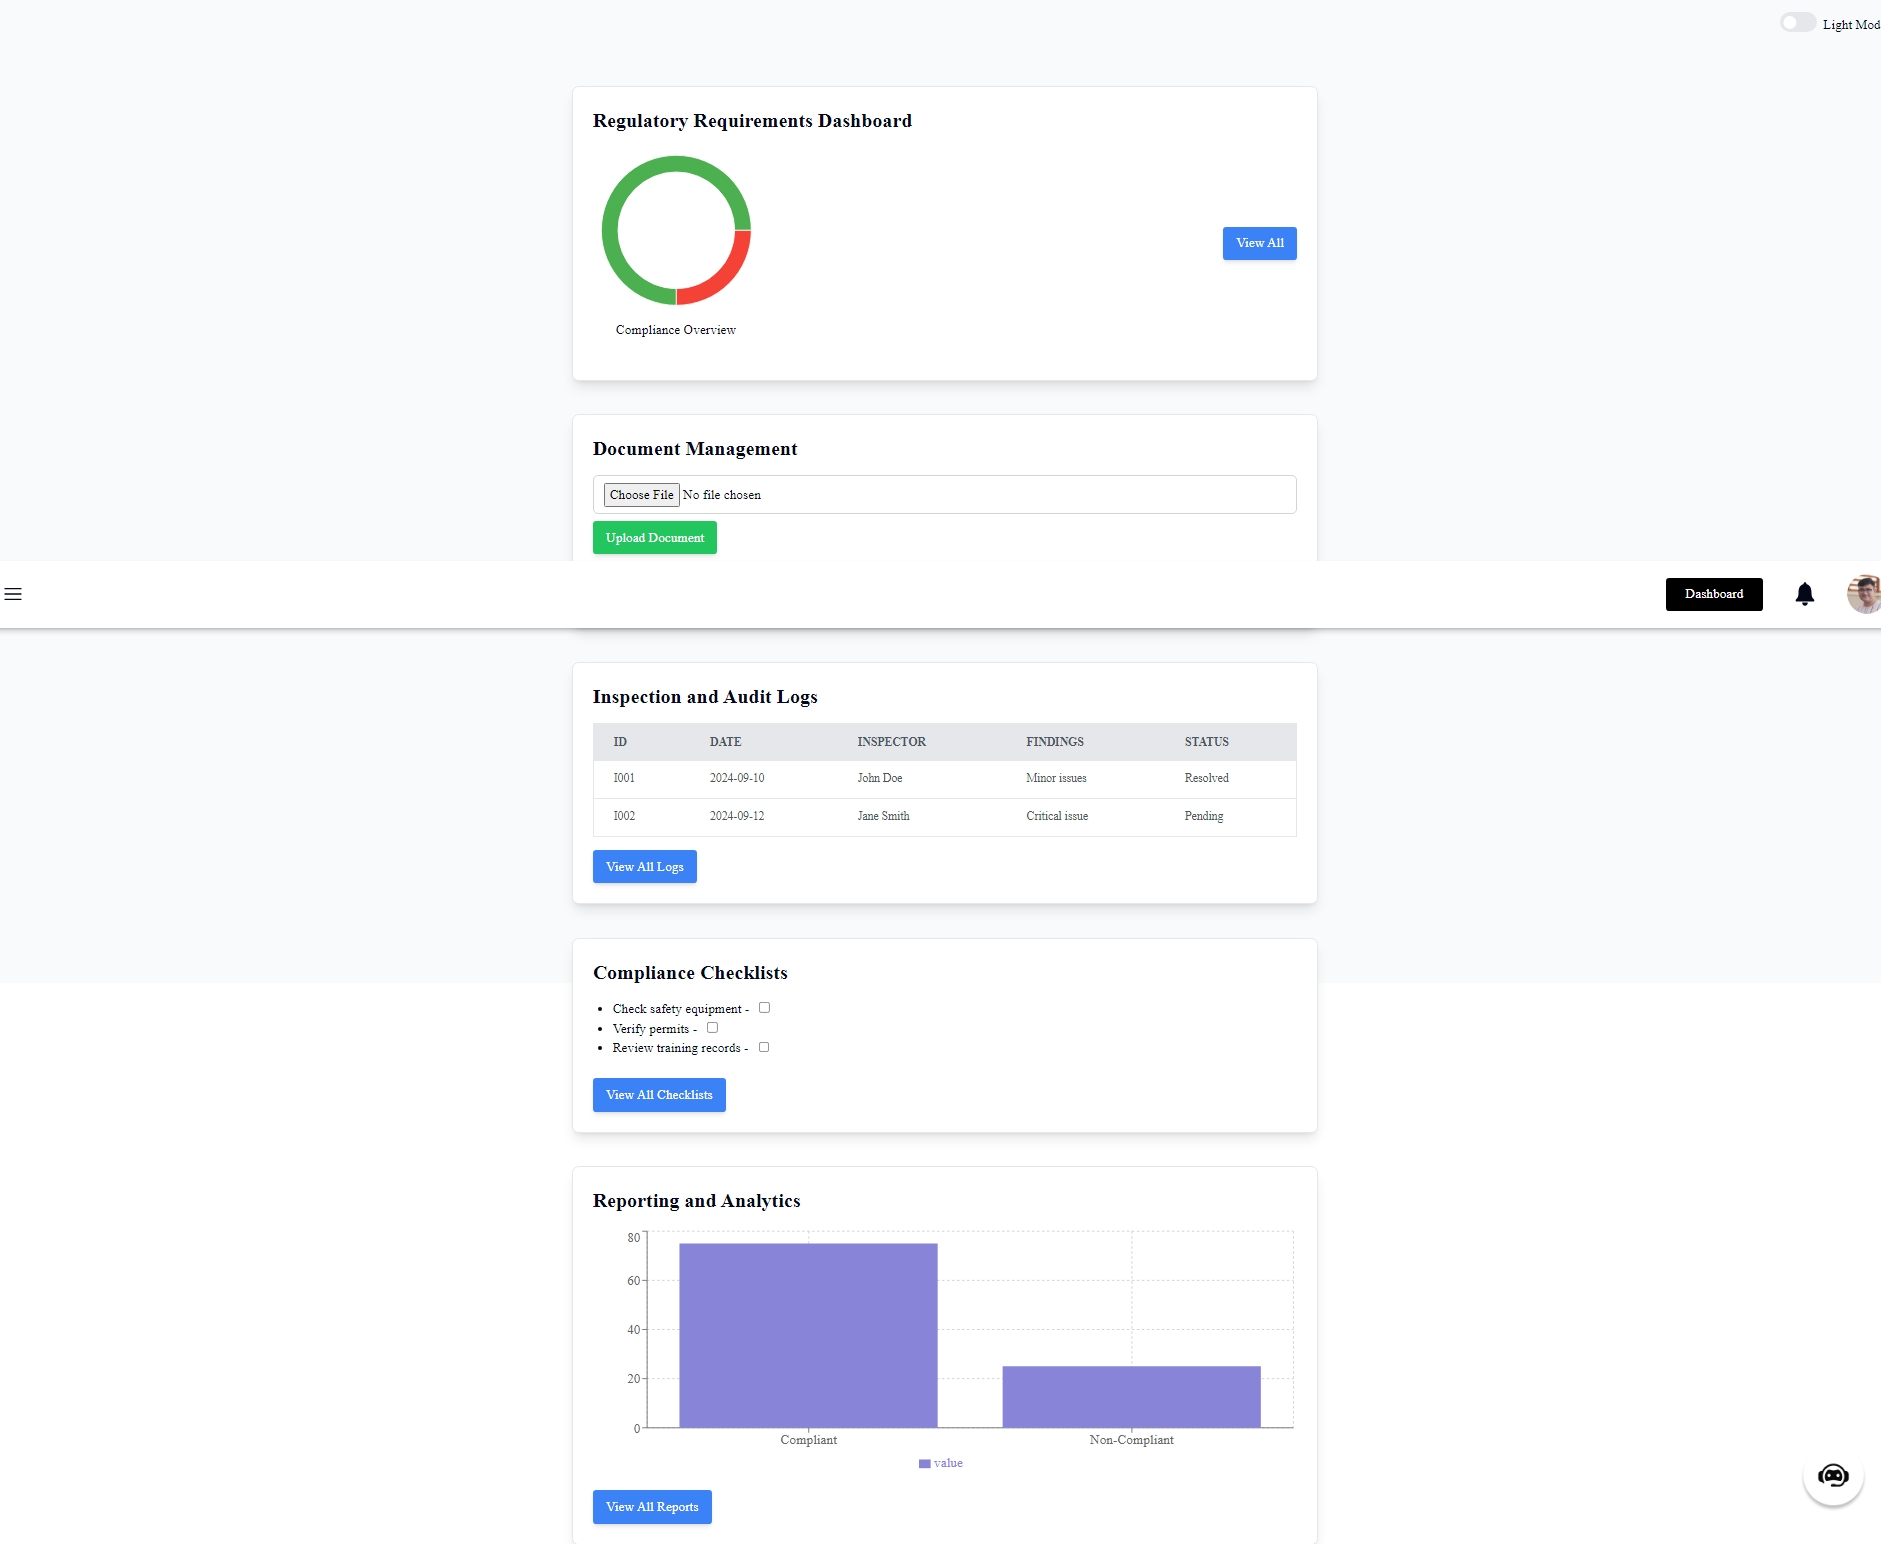 Light Mod
Regulatory Requirements Dashboard
View All
Compliance Overview
Document Management
Choose File No file chosen
Upload Document
Dashboard
Inspection and Audit Logs
ID DATE INSPECTOR FINDINGS STATUS
I001 2024-09-10 John Doe Minor issues Resolved
I002 2024-09-12 Jane Smith Critical issue Pending
View All Logs
Compliance Checklists
Check safety equipment -
Verify permits -
Review training records -
View All Checklists
Reporting and Analytics
80
60
40
20
0
Compliant Non-Compliant
value
View All Reports